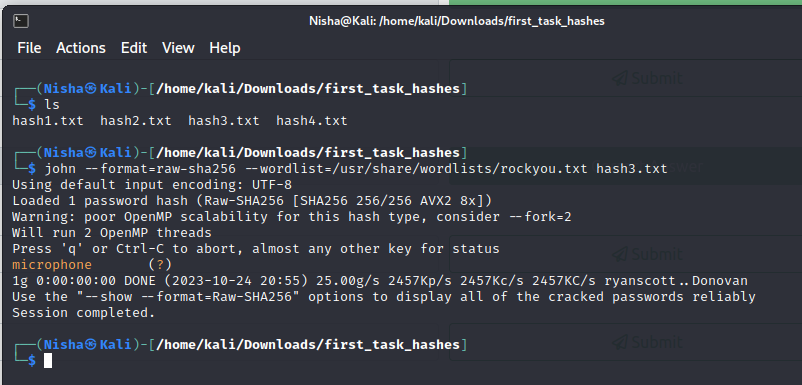 Nisha@Kali: /home/kali/Downloads/first_task_hashes
File Actions Edit View Help
Submit
┌──(Nisha㉿Kali)-[/home/kali/Downloads/first_task_hashes]
└─$ ls
hash1.txt  hash2.txt  hash3.txt  hash4.txt
┌──(Nisha㉿Kali)-[/home/kali/Downloads/first_task_hashes]
└─$ john --format=raw-sha256 --wordlist=/usr/share/wordlists/rockyou.txt hash3.txt
Using default input encoding: UTF-8
Loaded 1 password hash (Raw-SHA256 [SHA256 256/256 AVX2 8x])
Warning: poor OpenMP scalability for this hash type, consider --fork=2
Will run 2 OpenMP threads
Press 'q' or Ctrl-C to abort, almost any other key for status
Submit
microphone       (?)
1g 0:00:00:00 DONE (2023-10-24 20:55) 25.00g/s 2457Kp/s 2457Kc/s 2457KC/s ryanscott..Donovan
Use the "--show --format=Raw-SHA256" options to display all of the cracked passwords reliably
Session completed.
┌──(Nisha㉿Kali)-[/home/kali/Downloads/first_task_hashes]
└─$
Submit